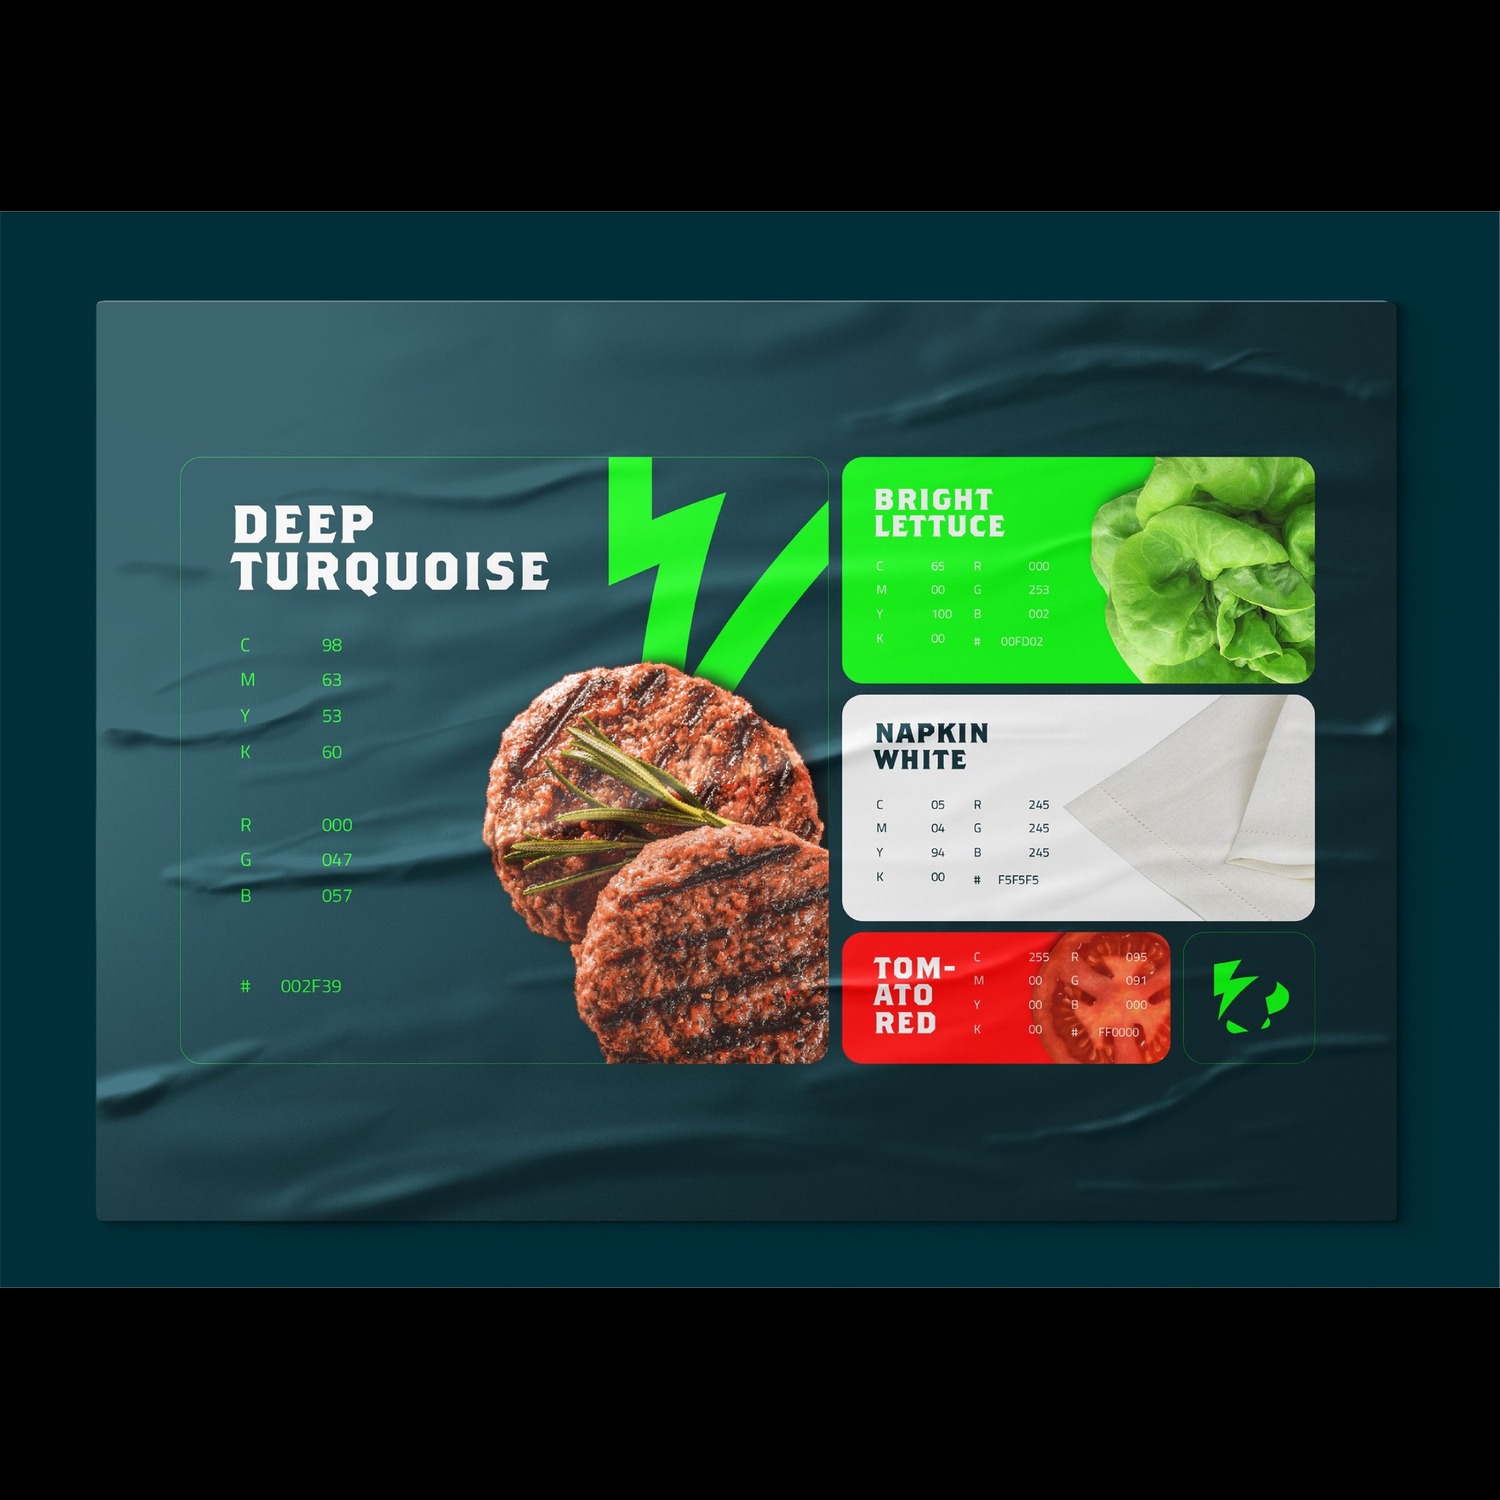 DEEP
TURQUOISE
C 98
M 63
Y 53
K 60
R 000
G 047
B 057
# 002F39
BRIGHT
LETTUCE
C 65 R 000
M 00 G 253
Y 100 B 002
K 00 # 00FD02
NAPKIN
WHITE
C 05 R 245
M 04 G 245
Y 94 B 245
K 00 # F5F5F5
TOM-
ATO
RED
C 255 R 095
M 00 G 091
Y 00 B 000
K 00 # FF0000